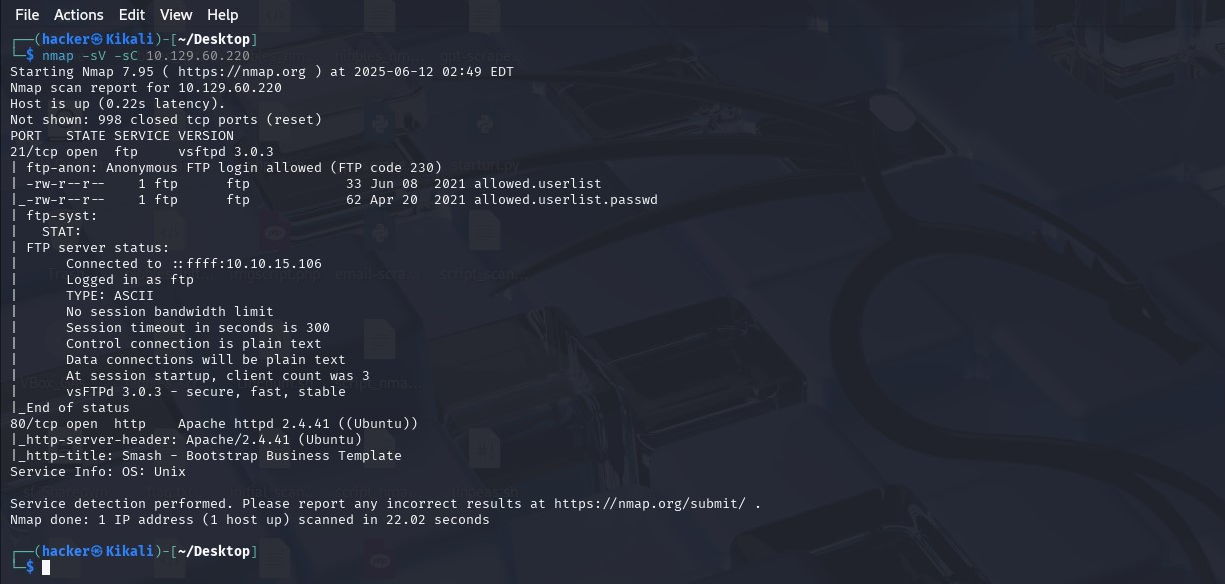 File Actions Edit View Help
┌──(hacker㉿Kikali)-[~/Desktop]
└─$ nmap -sV -sC 10.129.60.220
Starting Nmap 7.95 ( https://nmap.org ) at 2025-06-12 02:49 EDT
Nmap scan report for 10.129.60.220
Host is up (0.22s latency).
Not shown: 998 closed tcp ports (reset)
PORT   STATE SERVICE VERSION
21/tcp open  ftp     vsftpd 3.0.3
| ftp-anon: Anonymous FTP login allowed (FTP code 230)
| -rw-r--r--    1 ftp      ftp            33 Jun 08  2021 allowed.userlist
|_-rw-r--r--    1 ftp      ftp            62 Apr 20  2021 allowed.userlist.passwd
| ftp-syst:
|   STAT:
| FTP server status:
|      Connected to ::ffff:10.10.15.106
|      Logged in as ftp
|      TYPE: ASCII
|      No session bandwidth limit
|      Session timeout in seconds is 300
|      Control connection is plain text
|      Data connections will be plain text
|      At session startup, client count was 3
|      vsFTPd 3.0.3 - secure, fast, stable
|_End of status
80/tcp open  http    Apache httpd 2.4.41 ((Ubuntu))
|_http-server-header: Apache/2.4.41 (Ubuntu)
|_http-title: Smash - Bootstrap Business Template
Service Info: OS: Unix
Service detection performed. Please report any incorrect results at https://nmap.org/submit/ .
Nmap done: 1 IP address (1 host up) scanned in 22.02 seconds
┌──(hacker㉿Kikali)-[~/Desktop]
└─$